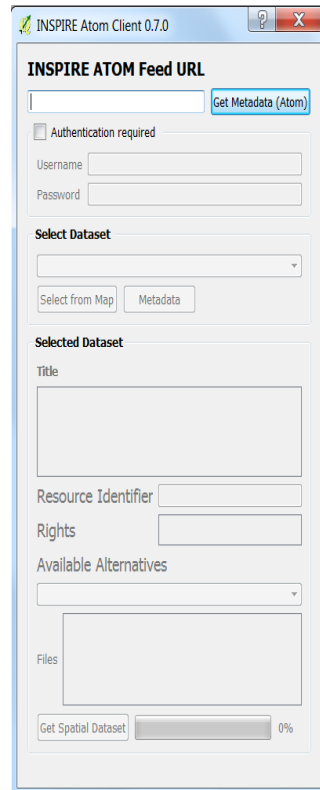 INSPIRE Atom Client 0.7.0
INSPIRE ATOM Feed URL
Get Metadata (Atom)
Authentication required
Username
Password
Select Dataset
Select from Map Metadata
Selected Dataset
Title
Resource Identifier
Rights
Available Alternatives
Files
Get Spatial Dataset 0%